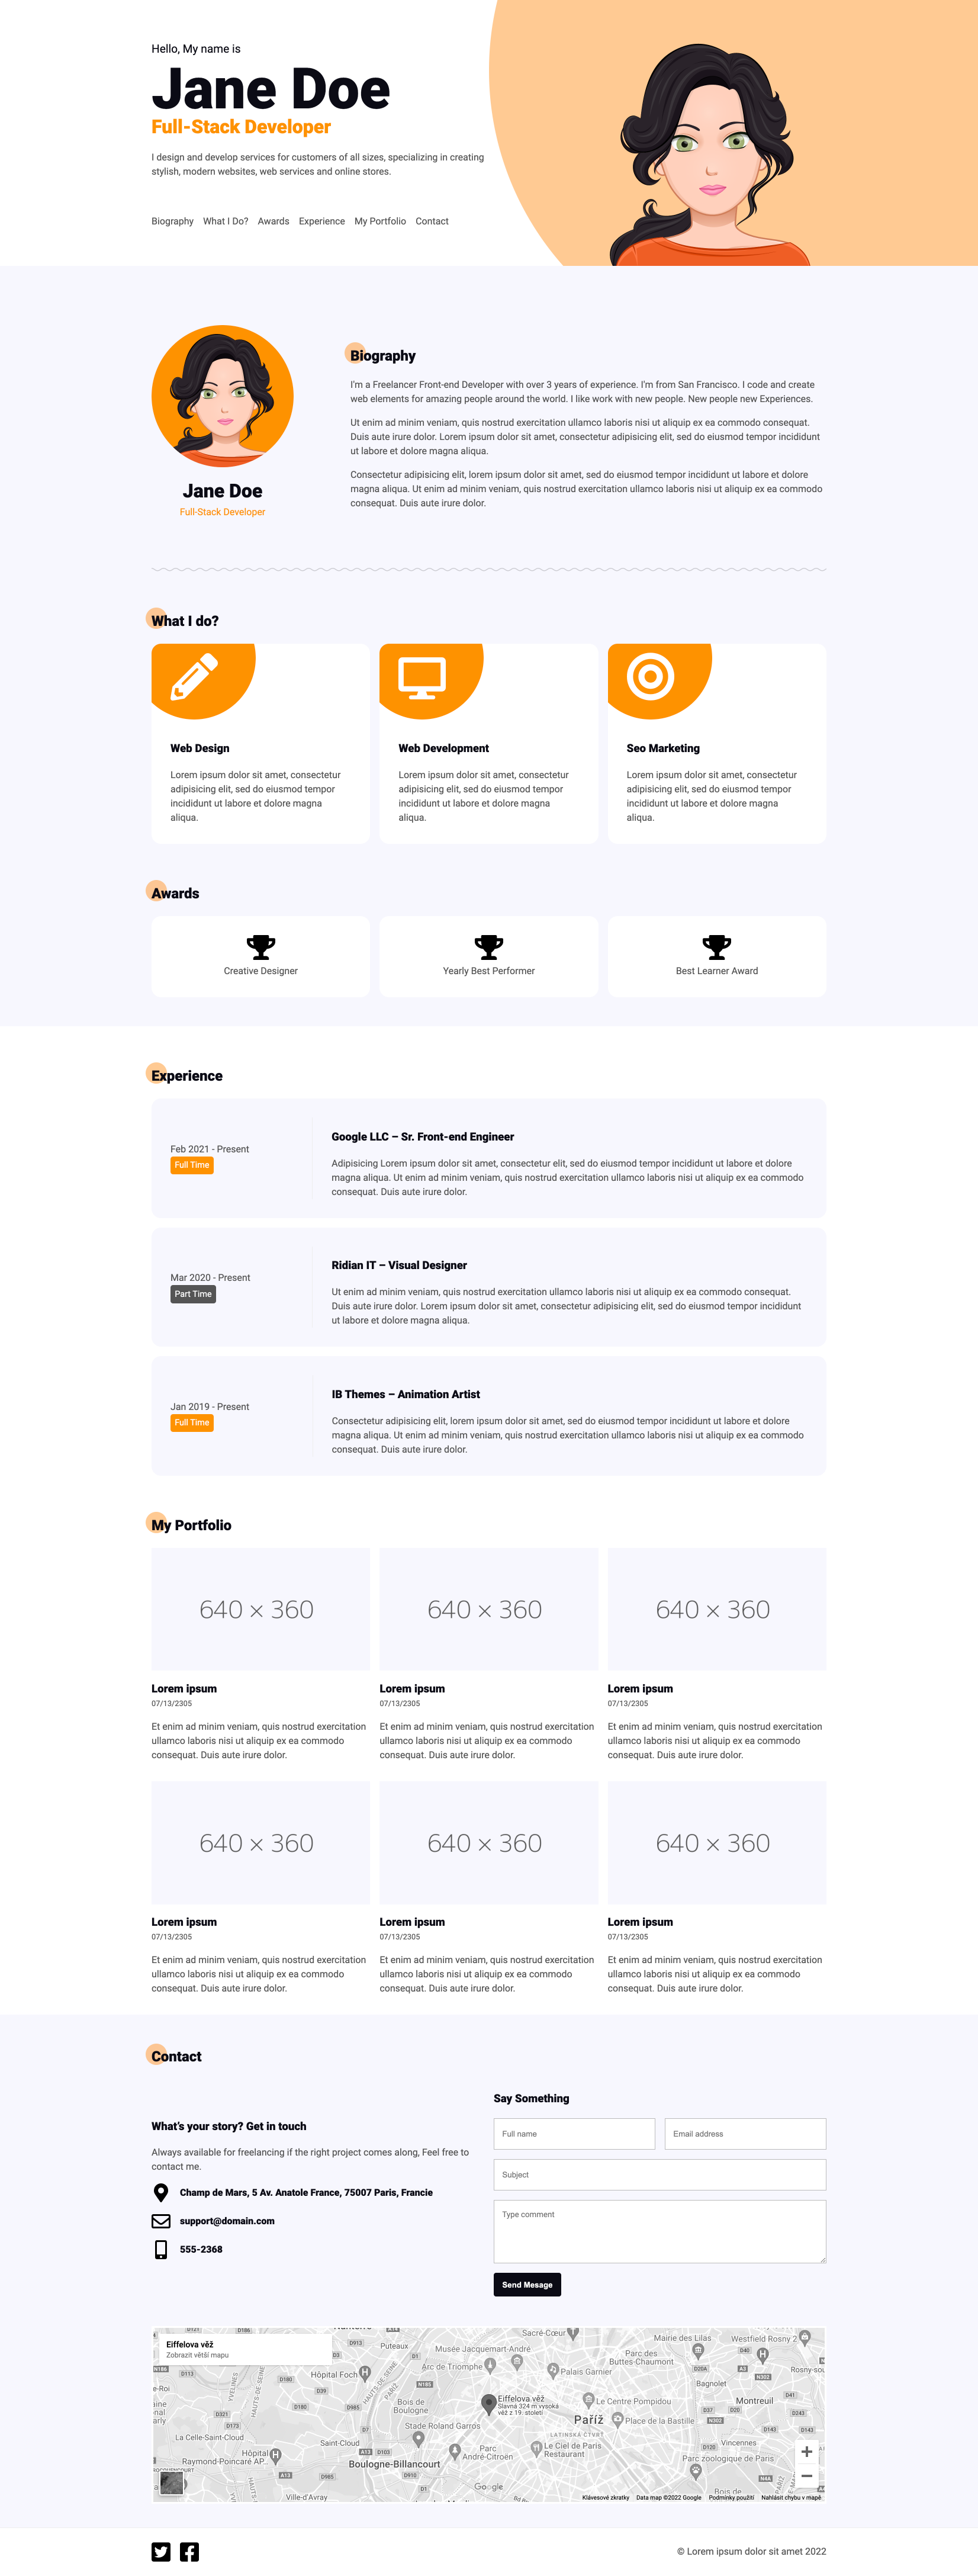 Hello, My name is
Jane Doe
Full-Stack Developer
I design and develop services for customers of all sizes, specializing in creating
stylish, modern websites, web services and online stores.
Biography What I Do? Awards Experience My Portfolio Contact
Jane Doe
Full-Stack Developer
Biography
I'm a Freelancer Front-end Developer with over 3 years of experience. I'm from San Francisco. I code and create
web elements for amazing people around the world. I like work with new people. New people new Experiences.
Ut enim ad minim veniam, quis nostrud exercitation ullamco laboris nisi ut aliquip ex ea commodo consequat.
Duis aute irure dolor. Lorem ipsum dolor sit amet, consectetur adipisicing elit, sed do eiusmod tempor incididunt
ut labore et dolore magna aliqua.
Consectetur adipisicing elit, lorem ipsum dolor sit amet, sed do eiusmod tempor incididunt ut labore et dolore
magna aliqua. Ut enim ad minim veniam, quis nostrud exercitation ullamco laboris nisi ut aliquip ex ea commodo
consequat. Duis aute irure dolor.
What I do?
Web Design
Lorem ipsum dolor sit amet, consectetur
adipisicing elit, sed do eiusmod tempor
incididunt ut labore et dolore magna
aliqua.
Web Development
Lorem ipsum dolor sit amet, consectetur
adipisicing elit, sed do eiusmod tempor
incididunt ut labore et dolore magna
aliqua.
Seo Marketing
Lorem ipsum dolor sit amet, consectetur
adipisicing elit, sed do eiusmod tempor
incididunt ut labore et dolore magna
aliqua.
Awards
Creative Designer
Yearly Best Performer
Best Learner Award
Experience
Feb 2021 - Present
Full Time
Google LLC – Sr. Front-end Engineer
Adipisicing Lorem ipsum dolor sit amet, consectetur elit, sed do eiusmod tempor incididunt ut labore et dolore
magna aliqua. Ut enim ad minim veniam, quis nostrud exercitation ullamco laboris nisi ut aliquip ex ea commodo
consequat. Duis aute irure dolor.
Mar 2020 - Present
Part Time
Ridian IT – Visual Designer
Ut enim ad minim veniam, quis nostrud exercitation ullamco laboris nisi ut aliquip ex ea commodo consequat.
Duis aute irure dolor. Lorem ipsum dolor sit amet, consectetur adipisicing elit, sed do eiusmod tempor incididunt
ut labore et dolore magna aliqua.
Jan 2019 - Present
Full Time
IB Themes – Animation Artist
Consectetur adipisicing elit, lorem ipsum dolor sit amet, sed do eiusmod tempor incididunt ut labore et dolore
magna aliqua. Ut enim ad minim veniam, quis nostrud exercitation ullamco laboris nisi ut aliquip ex ea commodo
consequat. Duis aute irure dolor.
My Portfolio
640 × 360
Lorem ipsum
07/13/2305
Et enim ad minim veniam, quis nostrud exercitation
ullamco laboris nisi ut aliquip ex ea commodo
consequat. Duis aute irure dolor.
640 × 360
Lorem ipsum
07/13/2305
Et enim ad minim veniam, quis nostrud exercitation
ullamco laboris nisi ut aliquip ex ea commodo
consequat. Duis aute irure dolor.
640 × 360
Lorem ipsum
07/13/2305
Et enim ad minim veniam, quis nostrud exercitation
ullamco laboris nisi ut aliquip ex ea commodo
consequat. Duis aute irure dolor.
640 × 360
Lorem ipsum
07/13/2305
Et enim ad minim veniam, quis nostrud exercitation
ullamco laboris nisi ut aliquip ex ea commodo
consequat. Duis aute irure dolor.
640 × 360
Lorem ipsum
07/13/2305
Et enim ad minim veniam, quis nostrud exercitation
ullamco laboris nisi ut aliquip ex ea commodo
consequat. Duis aute irure dolor.
640 × 360
Lorem ipsum
07/13/2305
Et enim ad minim veniam, quis nostrud exercitation
ullamco laboris nisi ut aliquip ex ea commodo
consequat. Duis aute irure dolor.
Contact
What's your story? Get in touch
Always available for freelancing if the right project comes along, Feel free to
contact me.
Champ de Mars, 5 Av. Anatole France, 75007 Paris, Francie
support@domain.com
555-2368
Say Something
Full name
Email address
Subject
Type comment
Send Mesage
Eiffelova věž
Zobrazit větší mapu
Puteaux
Musée Jacquemart-André
Sacré-Cœur
Mairie des Lilas
Westfield Rosny 2
Parc des
Buttes-Chaumont
Hôpital Foch
Arc de Triomphe
Palais Garnier
Bagnolet
Bois de
Boulogne
Eiffelova věž
Slavná 324 m vysoká
věž z 19. století
Le Centre Pompidou
Montreuil
Paříž
Place de la Bastille
LATINSKÁ ČTVRŤ
Stade Roland Garros
La Celle-Saint-Cloud
Saint-Cloud
Vincennes
Hôpital
Raymond-Poincaré AP...
Boulogne-Billancourt
Parc
André-Citroën
Le Ciel de Paris
Restaurant
Parc zoologique de Paris
Ville-d'Avray
Google
Bois de
Klávesové zkratky Data map ©2022 Google Podmínky použití Nahlásit chybu v mapě
© Lorem ipsum dolor sit amet 2022